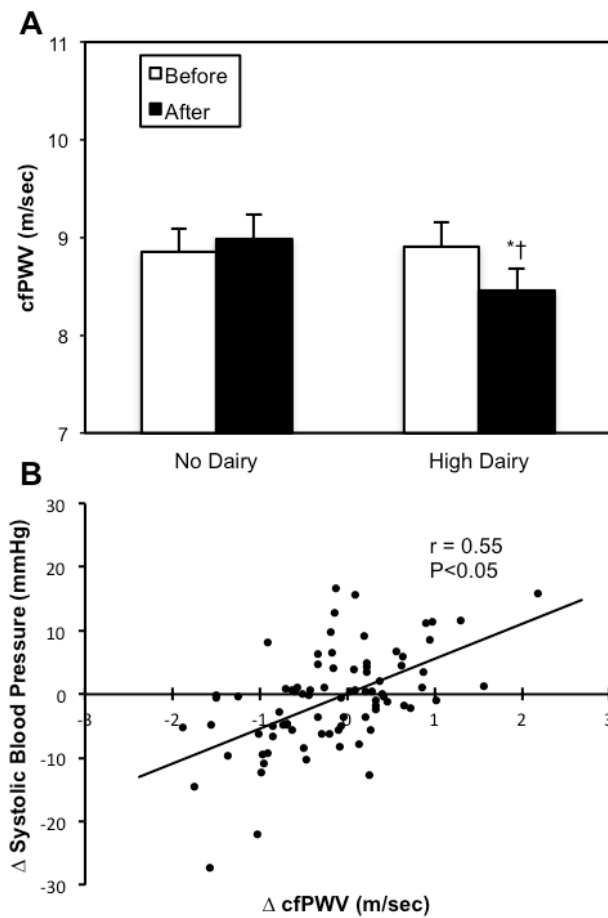 A
11
10
9
8
7
cfPWV (m/sec)
Before
After
*†
No Dairy
High Dairy
B
30
20
10
0
-10
-20
-30
Δ Systolic Blood Pressure (mmHg)
r = 0.55
P<0.05
-3
-2
-1
0
1
2
3
Δ cfPWV (m/sec)